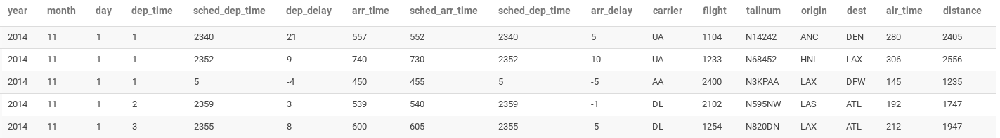 year month day dep_time sched_dep_time dep_delay arr_time sched_arr_time sched_dep_time arr_delay carrier flight tailnum origin dest air_time distance
2014 11 1 1 2340 21 557 552 2340 5 UA 1104 N14242 ANC DEN 280 2405
2014 11 1 1 2352 9 740 730 2352 10 UA 1233 N68452 HNL LAX 306 2556
2014 11 1 1 5 -4 450 455 5 -5 AA 2400 N3KPAA LAX DFW 145 1235
2014 11 1 2 2359 3 539 540 2359 -1 DL 2102 N595NW LAS ATL 192 1747
2014 11 1 3 2355 8 600 605 2355 -5 DL 1254 N820DN LAX ATL 212 1947